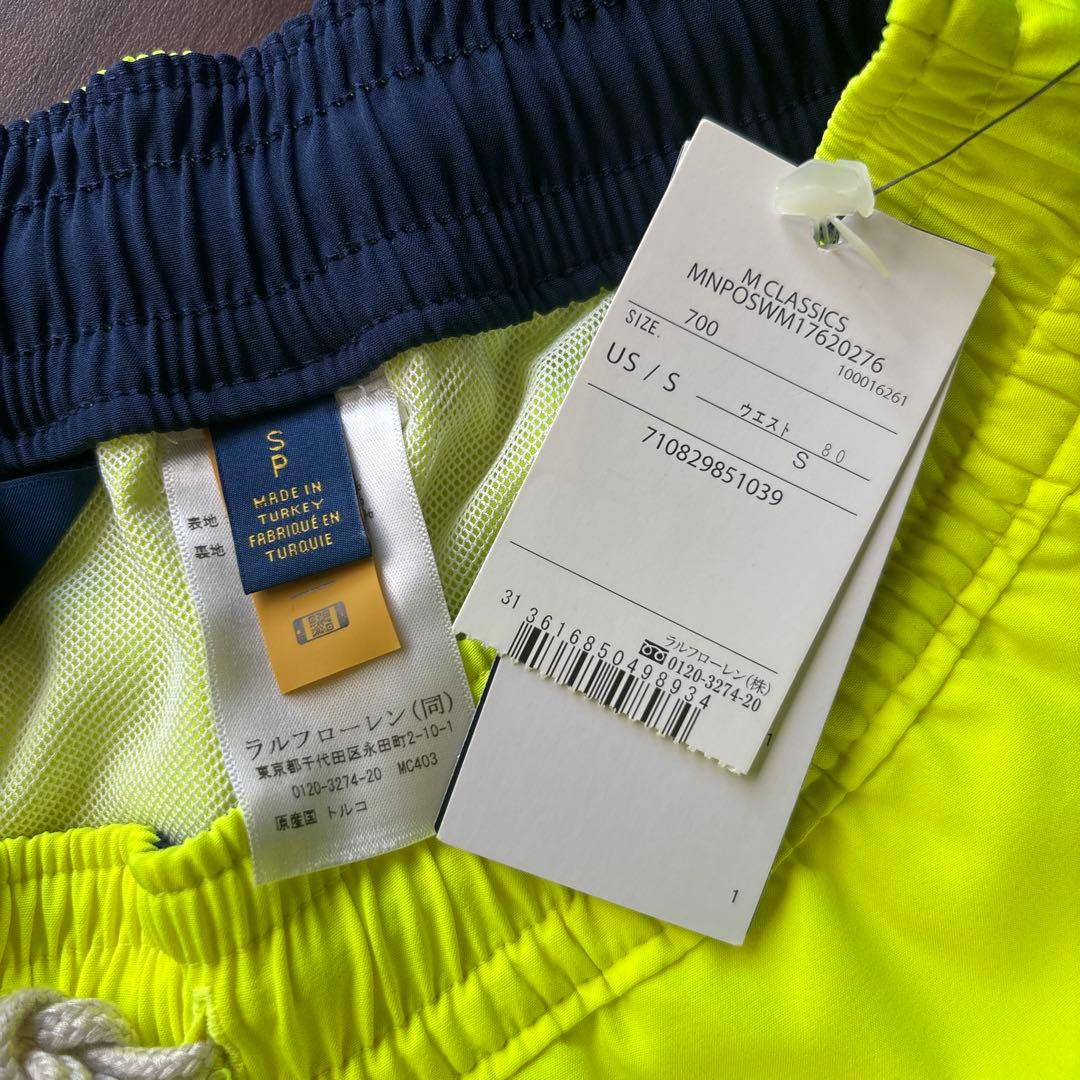 M CLASSICS
MNPOSWM17620276
100016261
700
SIZE.
US / S
ウエスト 80
S
710829851039
31
3616850498934
ラルフローレン(株)
0120-3274-20
1
1
S
P
MADE IN
TURKEY
FABRIQUÉ EN
TURQUIE
表地
裏地
%
ラルフローレン(同)
東京都千代田区永田町2-10-1
0120-3274-20 MC403
原産国 トルコ